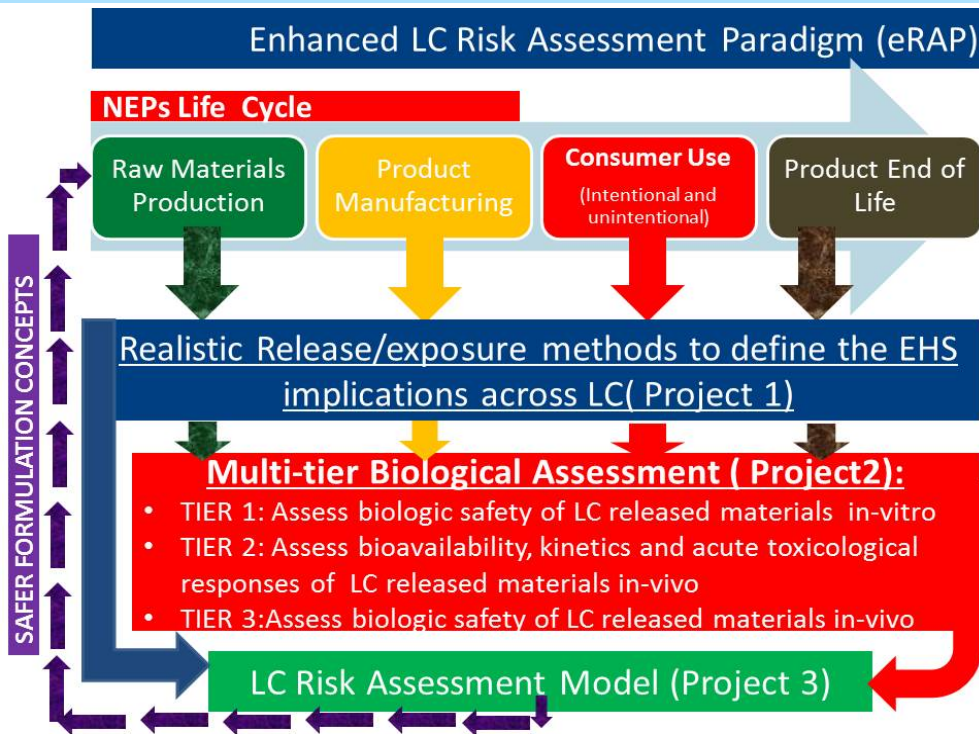 Enhanced LC Risk Assessment Paradigm (eRAP)
NEPs Life Cycle
Raw Materials
Production
Product
Manufacturing
Consumer Use
(Intentional and
unintentional)
Product End of
Life
SAFER FORMULATION CONCEPTS
Realistic Release/exposure methods to define the EHS
implications across LC( Project 1)
Multi-tier Biological Assessment ( Project2):
• TIER 1: Assess biologic safety of LC released materials in-vitro
• TIER 2: Assess bioavailability, kinetics and acute toxicological
responses of LC released materials in-vivo
• TIER 3:Assess biologic safety of LC released materials in-vivo
LC Risk Assessment Model (Project 3)